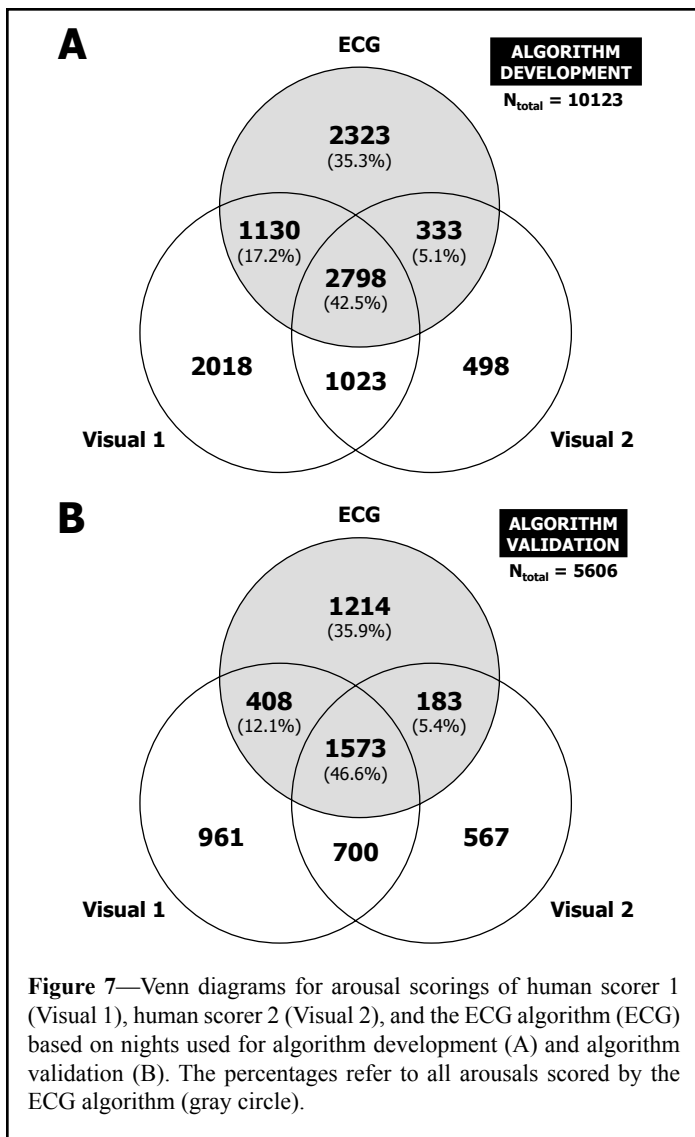 A
ECG
ALGORITHM
DEVELOPMENT
N_total = 10123
2323
(35.3%)
1130
(17.2%)
333
(5.1%)
2798
(42.5%)
2018
1023
498
Visual 1
Visual 2
B
ECG
ALGORITHM
VALIDATION
N_total = 5606
1214
(35.9%)
408
(12.1%)
183
(5.4%)
1573
(46.6%)
961
700
567
Visual 1
Visual 2
Figure 7—Venn diagrams for arousal scorings of human scorer 1
(Visual 1), human scorer 2 (Visual 2), and the ECG algorithm (ECG)
based on nights used for algorithm development (A) and algorithm
validation (B). The percentages refer to all arousals scored by the
ECG algorithm (gray circle).